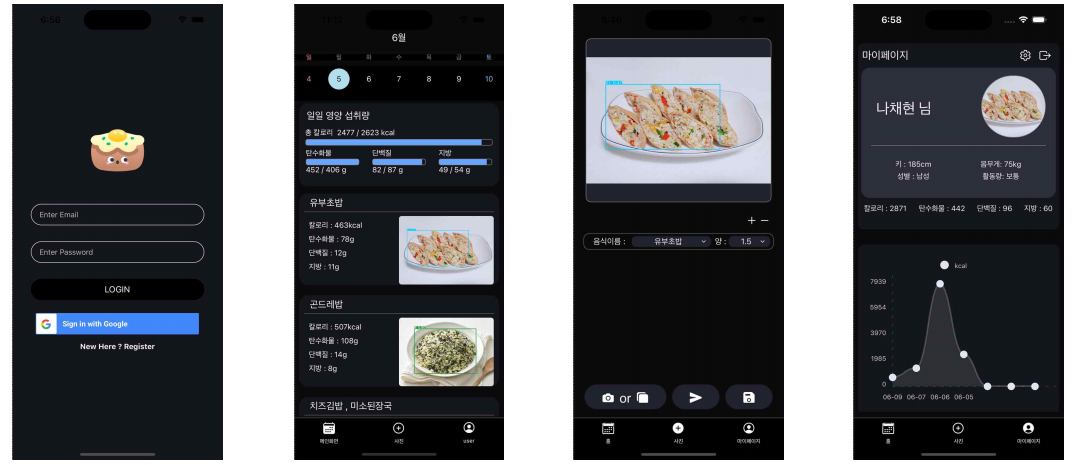 6:56
Enter Email
Enter Password
LOGIN
G Sign in with Google
New Here ? Register
11:12
6월
일 월 화 수 목 금 토
4 5 6 7 8 9 10
일일 영양 섭취량
총 칼로리 2477 / 2623 kcal
탄수화물 단백질 지방
452 / 406 g 82 / 87 g 49 / 54 g
유부초밥
칼로리 : 463kcal
탄수화물 : 78g
단백질 : 12g
지방 : 11g
곤드레밥
칼로리 : 507kcal
탄수화물 : 108g
단백질 : 14g
지방 : 8g
치즈김밥 , 미소된장국
메인화면 사진 user
+ −
음식이름 : 유부초밥 양 : 1.5
or
홈 사진 마이페이지
6:58
마이페이지
나채현 님
키 : 185cm 몸무게: 75kg
성별 : 남성 활동량: 보통
칼로리 : 2871 탄수화물 : 442 단백질 : 96 지방 : 60
kcal
7939
5954
3970
1985
0
06-09 06-07 06-06 06-05
홈 사진 마이페이지